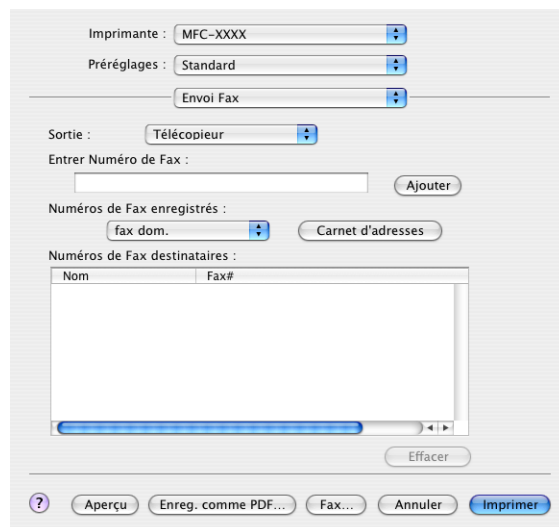 Imprimante : MFC-XXXX
Préréglages : Standard
Envoi Fax
Sortie : Télécopieur
Entrer Numéro de Fax :
Ajouter
Numéros de Fax enregistrés :
fax dom. Carnet d'adresses
Numéros de Fax destinataires :
Nom Fax#
Effacer
? Aperçu Enreg. comme PDF... Fax... Annuler Imprimer